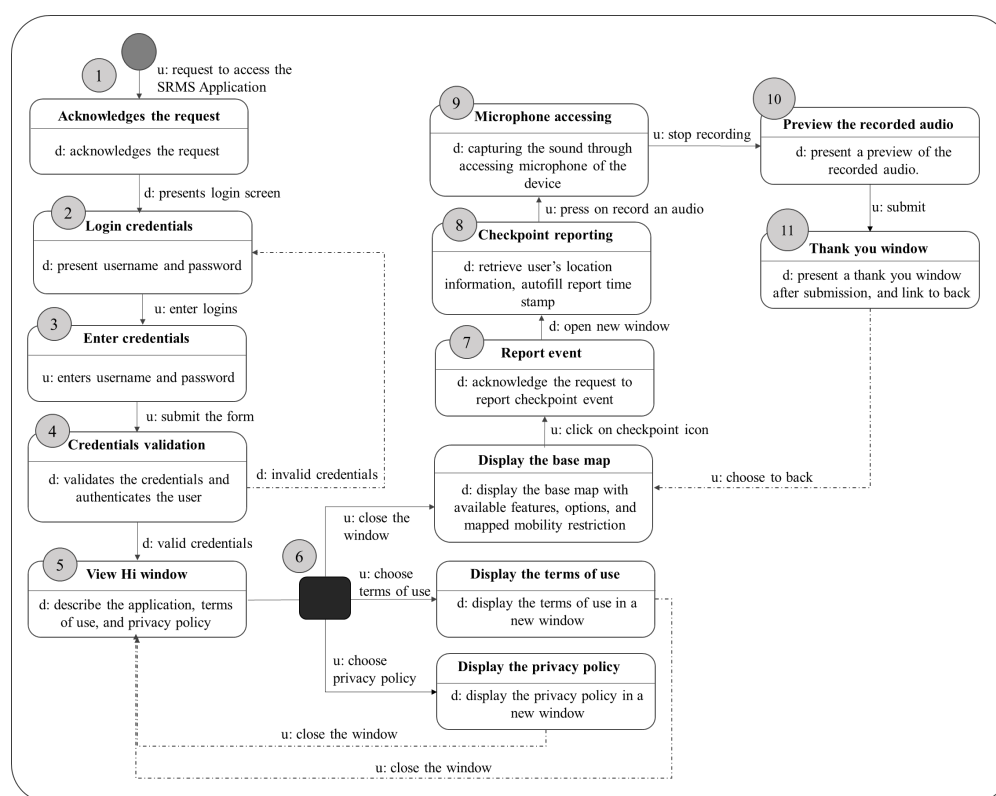 1
u: request to access the
SRMS Application
Acknowledges the request
d: acknowledges the request
d: presents login screen
2
Login credentials
d: present username and password
u: enter logins
3
Enter credentials
u: enters username and password
u: submit the form
4
Credentials validation
d: validates the credentials and
authenticates the user
d: invalid credentials
d: valid credentials
5
View Hi window
d: describe the application, terms
of use, and privacy policy
6
u: close the
window
u: choose
terms of use
u: choose
privacy policy
Display the base map
d: display the base map with
available features, options, and
mapped mobility restriction
Display the terms of use
d: display the terms of use in a
new window
Display the privacy policy
d: display the privacy policy in a
new window
u: close the window
u: close the window
u: click on checkpoint icon
7
Report event
d: acknowledge the request to
report checkpoint event
d: open new window
8
Checkpoint reporting
d: retrieve user’s location
information, autofill report time
stamp
u: press on record an audio
9
Microphone accessing
d: capturing the sound through
accessing microphone of the
device
u: stop recording
10
Preview the recorded audio
d: present a preview of the
recorded audio.
u: submit
11
Thank you window
d: present a thank you window
after submission, and link to back
u: choose to back